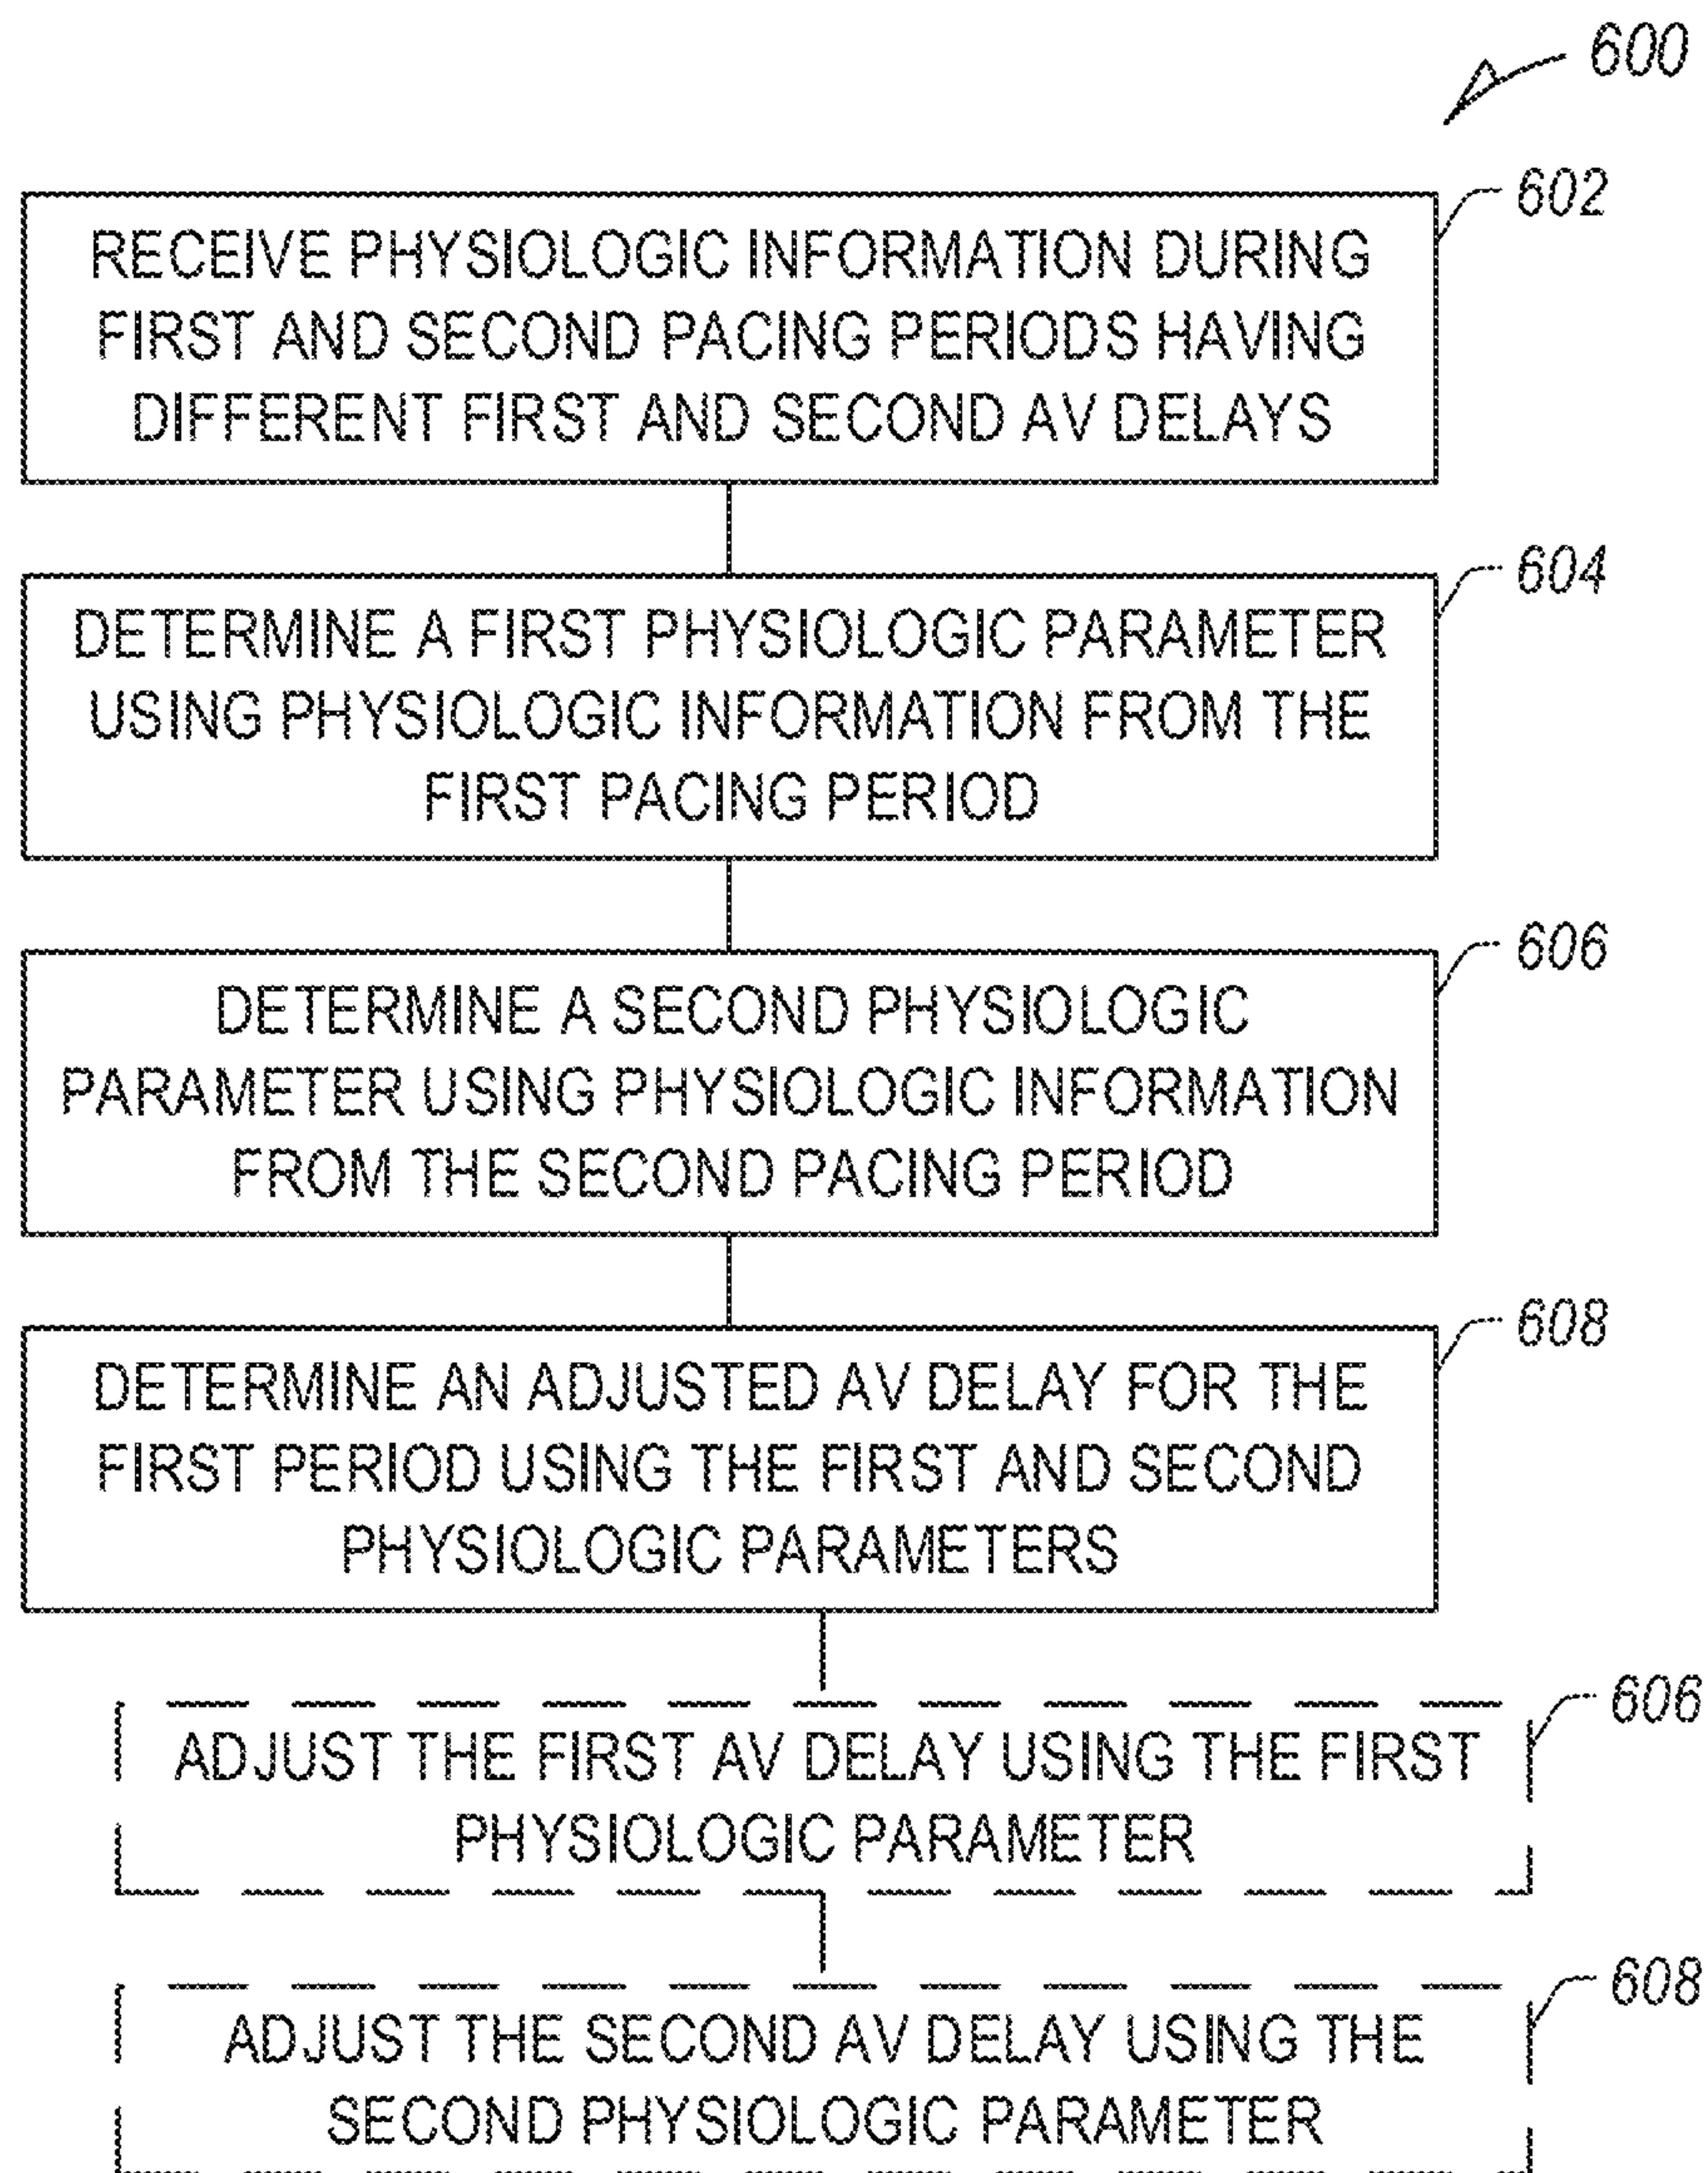 600
602
RECEIVE PHYSIOLOGIC INFORMATION DURING
FIRST AND SECOND PACING PERIODS HAVING
DIFFERENT FIRST AND SECOND AV DELAYS
604
DETERMINE A FIRST PHYSIOLOGIC PARAMETER
USING PHYSIOLOGIC INFORMATION FROM THE
FIRST PACING PERIOD
606
DETERMINE A SECOND PHYSIOLOGIC
PARAMETER USING PHYSIOLOGIC INFORMATION
FROM THE SECOND PACING PERIOD
608
DETERMINE AN ADJUSTED AV DELAY FOR THE
FIRST PERIOD USING THE FIRST AND SECOND
PHYSIOLOGIC PARAMETERS
606
ADJUST THE FIRST AV DELAY USING THE FIRST
PHYSIOLOGIC PARAMETER
608
ADJUST THE SECOND AV DELAY USING THE
SECOND PHYSIOLOGIC PARAMETER